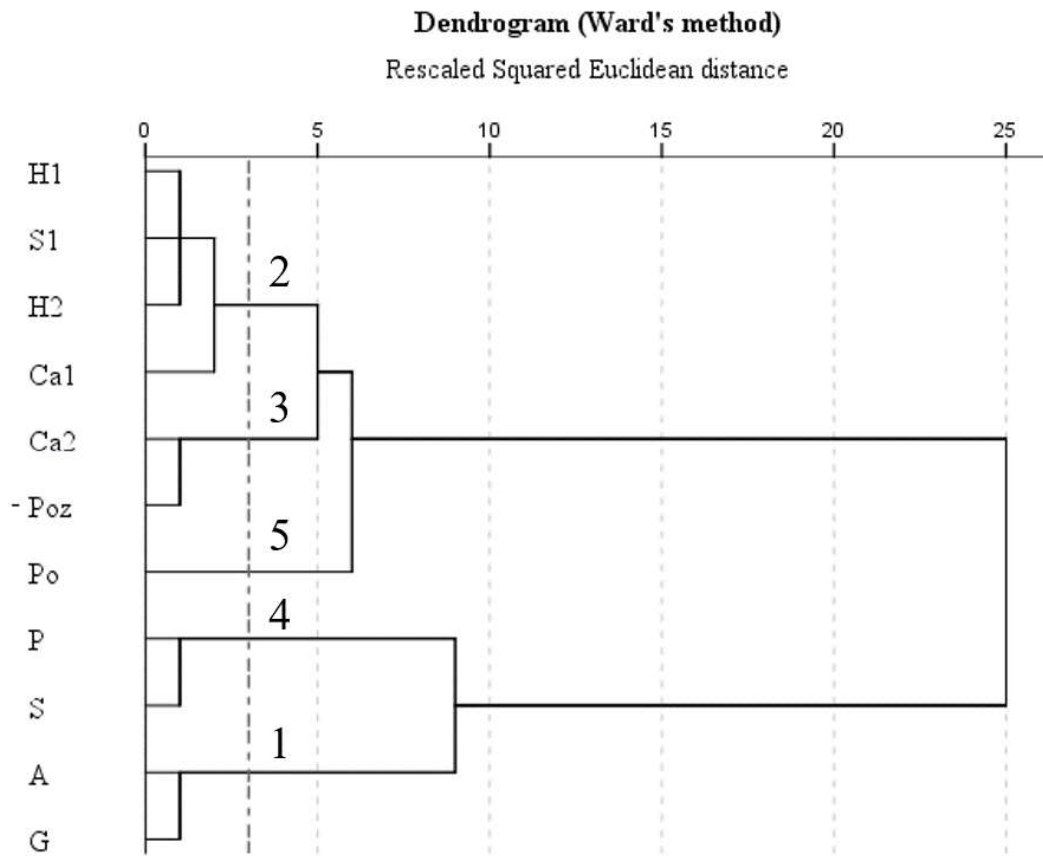 Dendrogram (Ward's method)
Rescaled Squared Euclidean distance
0 5 10 15 20 25
H1
S1
2
H2
Ca1
3
Ca2
- Poz
5
Po
4
P
S
1
A
G